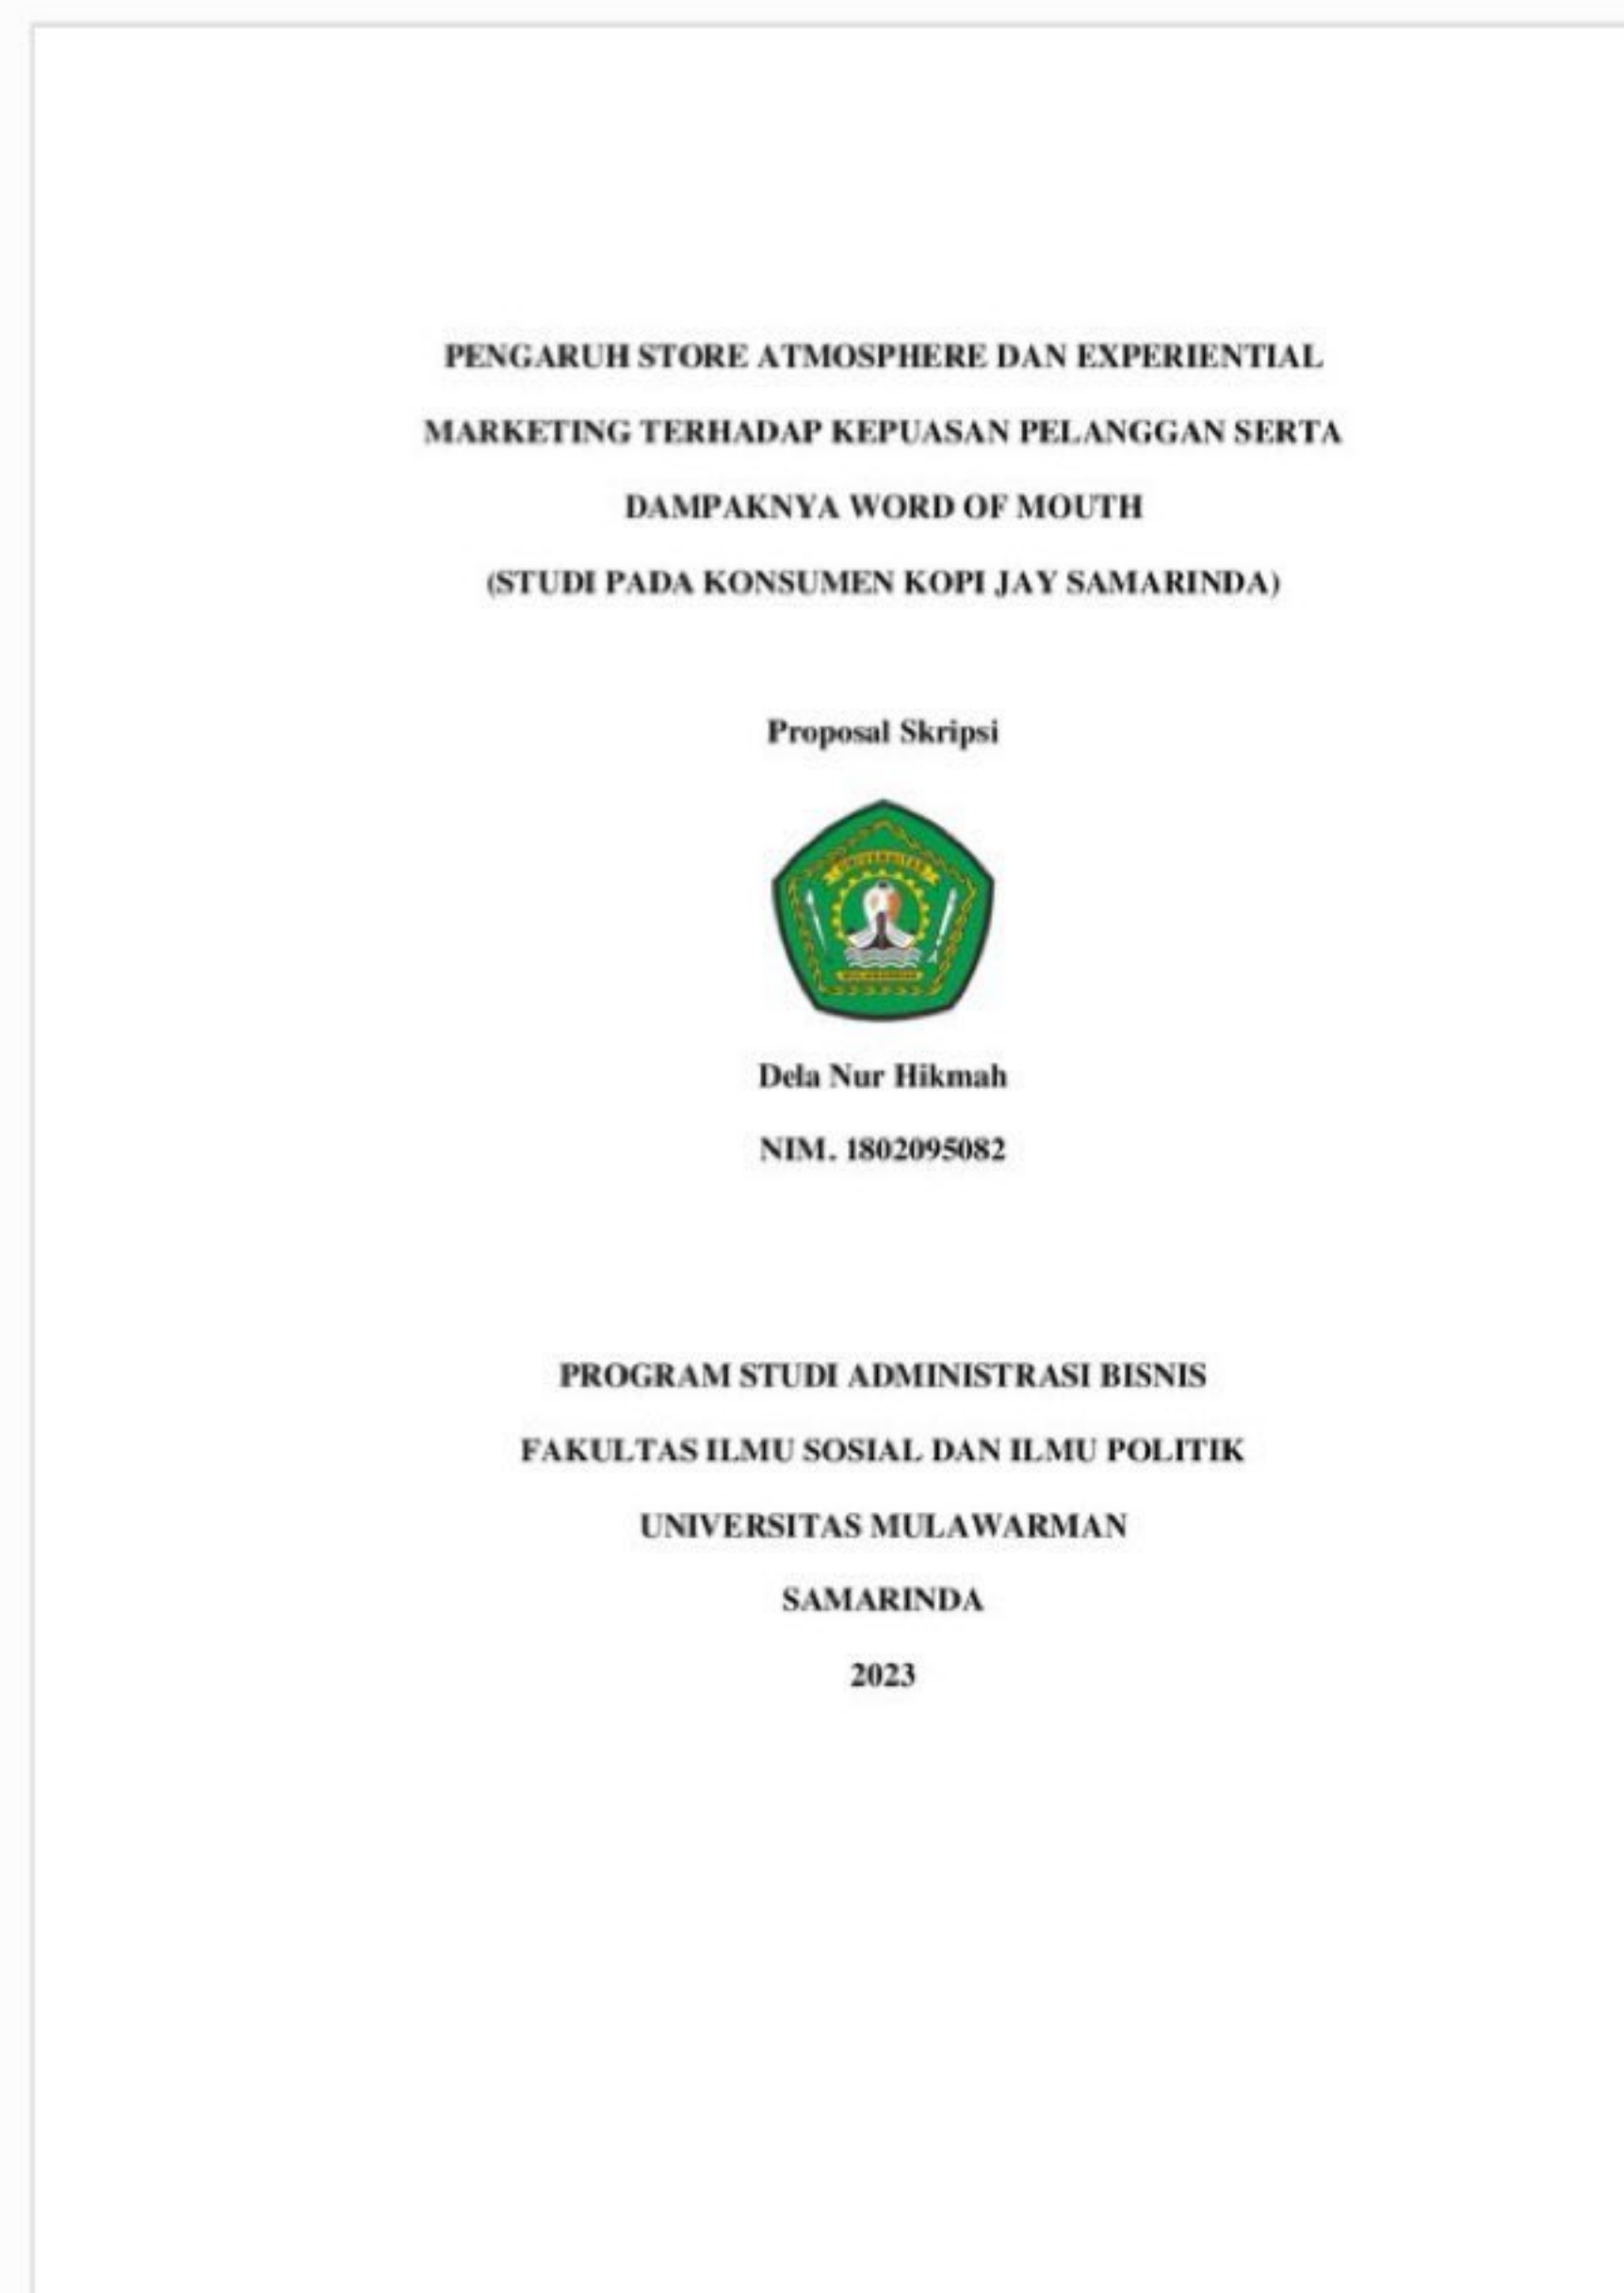 PENGARUH STORE ATMOSPHERE DAN EXPERIENTIAL
MARKETING TERHADAP KEPUASAN PELANGGAN SERTA
DAMPAKNYA WORD OF MOUTH
(STUDI PADA KONSUMEN KOPI JAY SAMARINDA)
Proposal Skripsi
UNIVERSITAS
MULAWARMAN
Dela Nur Hikmah
NIM. 1802095082
PROGRAM STUDI ADMINISTRASI BISNIS
FAKULTAS ILMU SOSIAL DAN ILMU POLITIK
UNIVERSITAS MULAWARMAN
SAMARINDA
2023